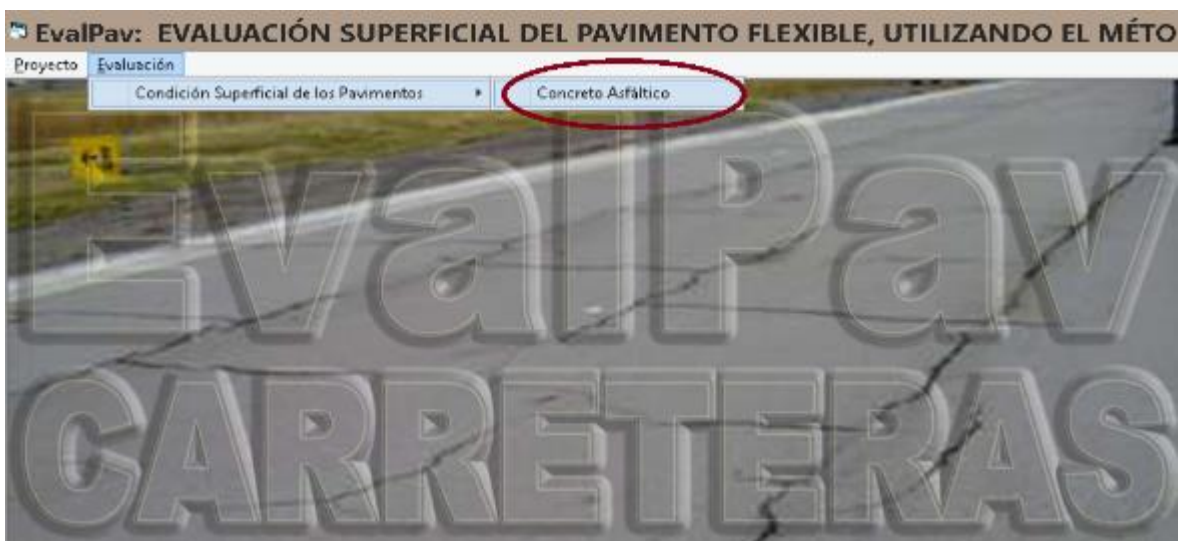 EvalPav: EVALUACIÓN SUPERFICIAL DEL PAVIMENTO FLEXIBLE, UTILIZANDO EL MÉTO
Proyecto Evaluación
Condición Superficial de los Pavimentos Concreto Asfáltico
EvalPav
CARRETERAS